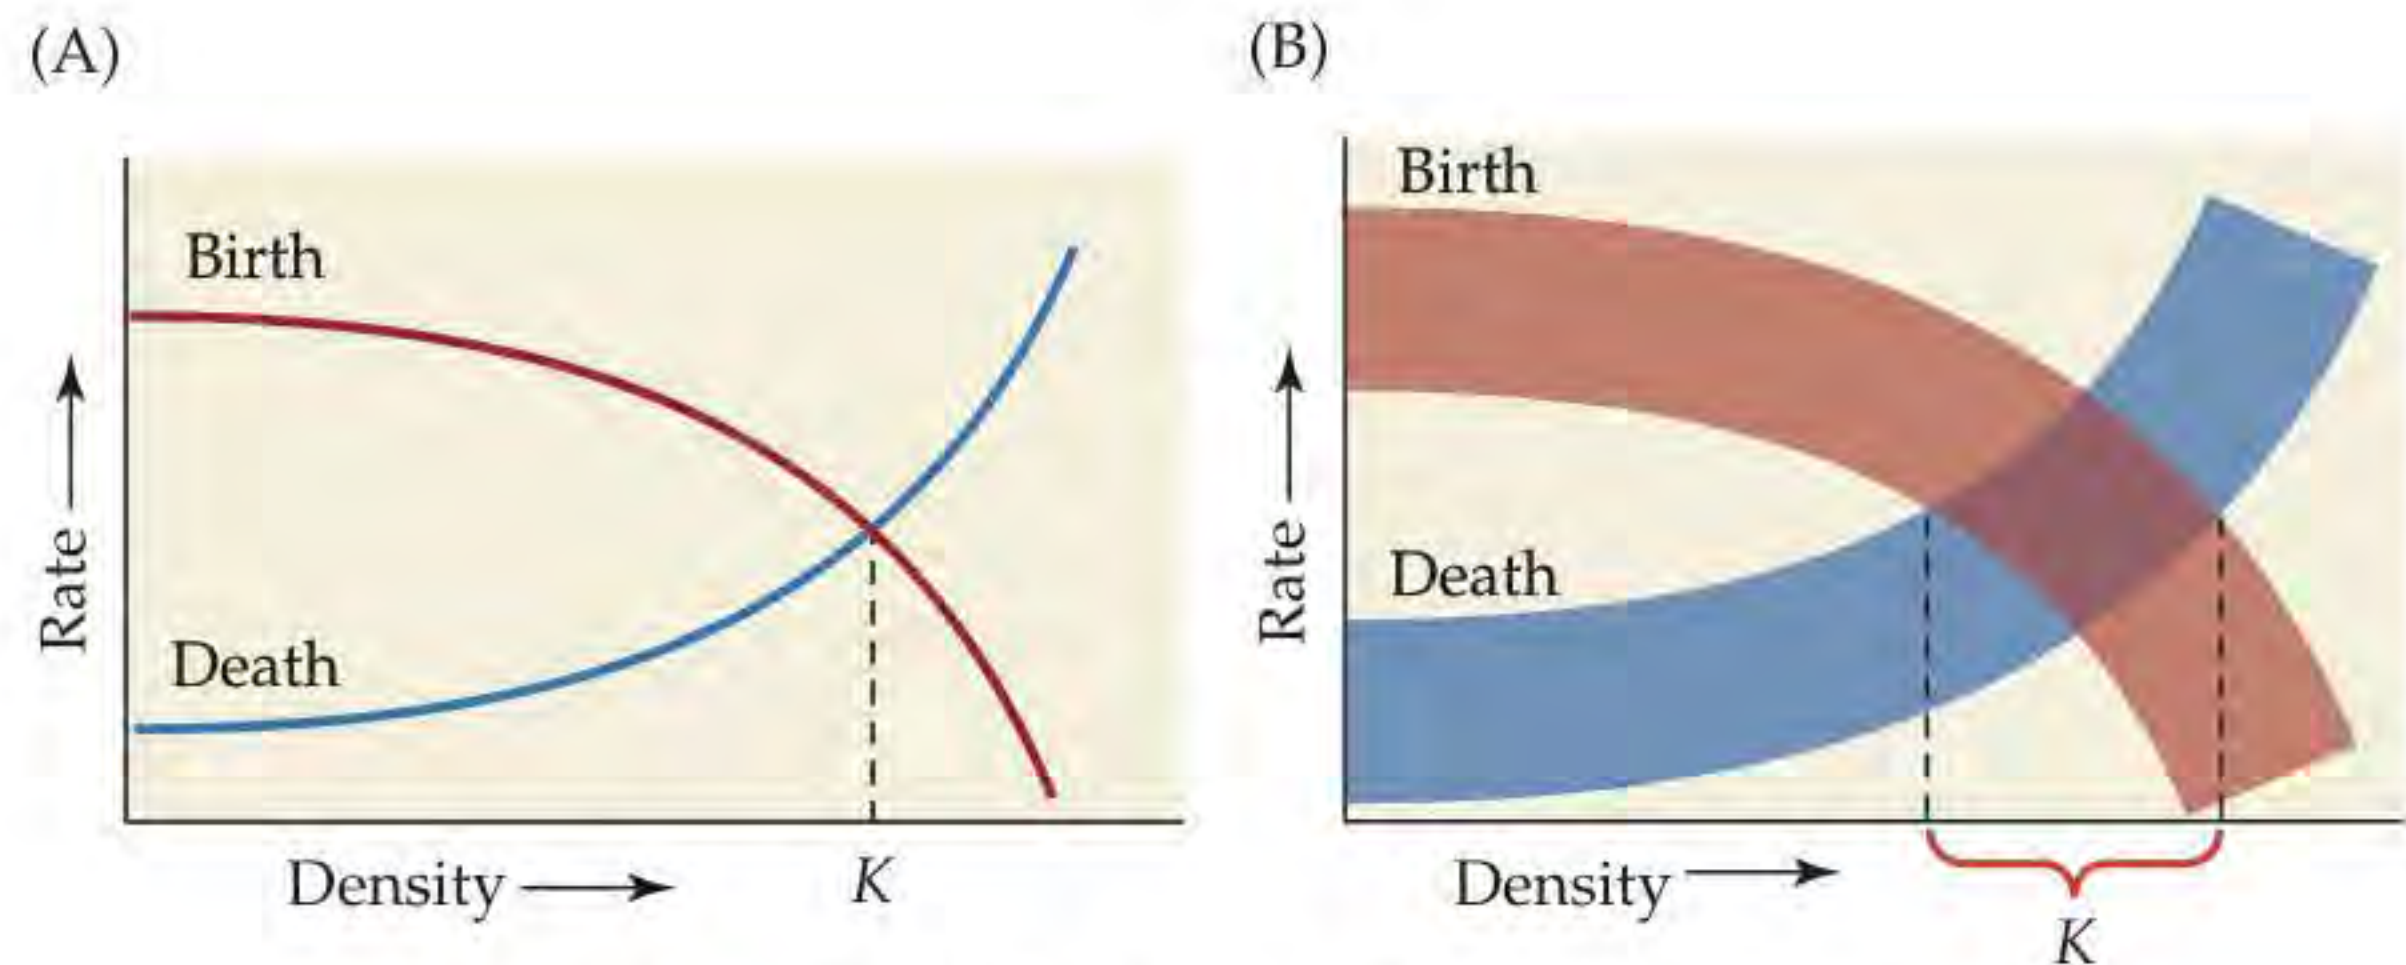 (A)
Birth
Death
Rate
Density
K
(B)
Birth
Death
Rate
Density
K